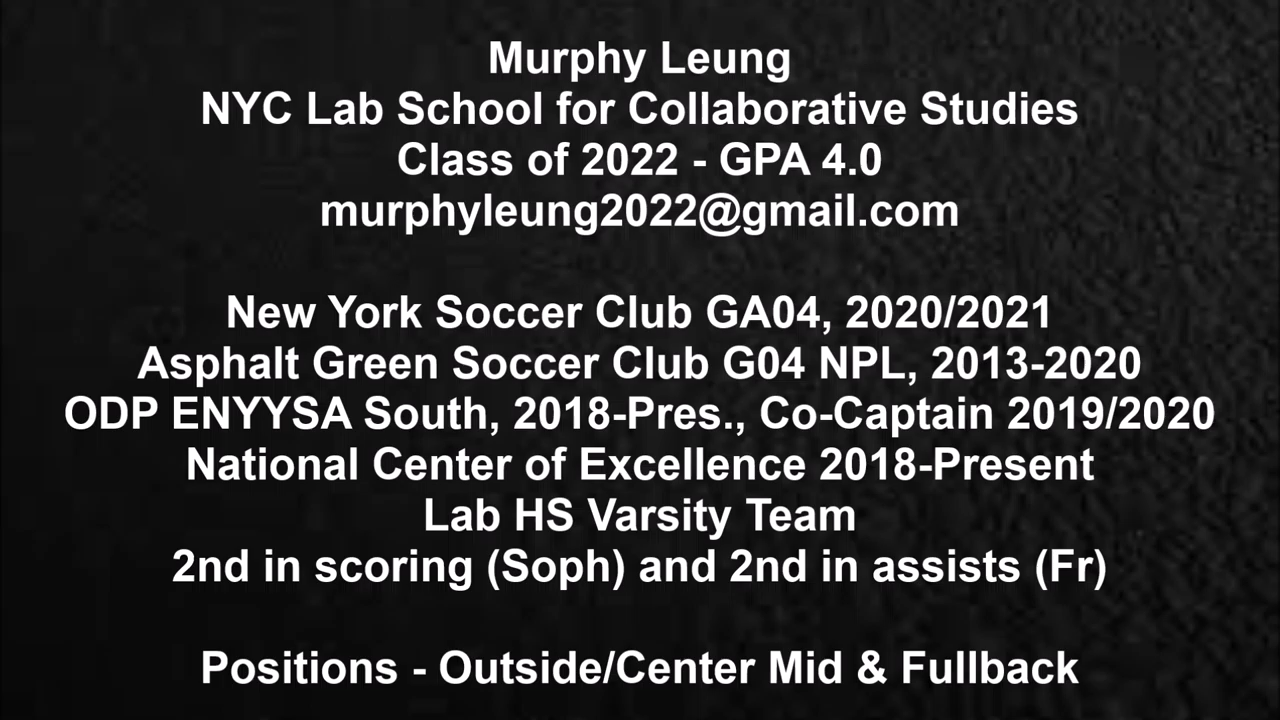 Murphy Leung
NYC Lab School for Collaborative Studies
Class of 2022 - GPA 4.0
murphyleung2022@gmail.com
New York Soccer Club GA04, 2020/2021
Asphalt Green Soccer Club G04 NPL, 2013-2020
ODP ENYYSA South, 2018-Pres., Co-Captain 2019/2020
National Center of Excellence 2018-Present
Lab HS Varsity Team
2nd in scoring (Soph) and 2nd in assists (Fr)
Positions - Outside/Center Mid & Fullback